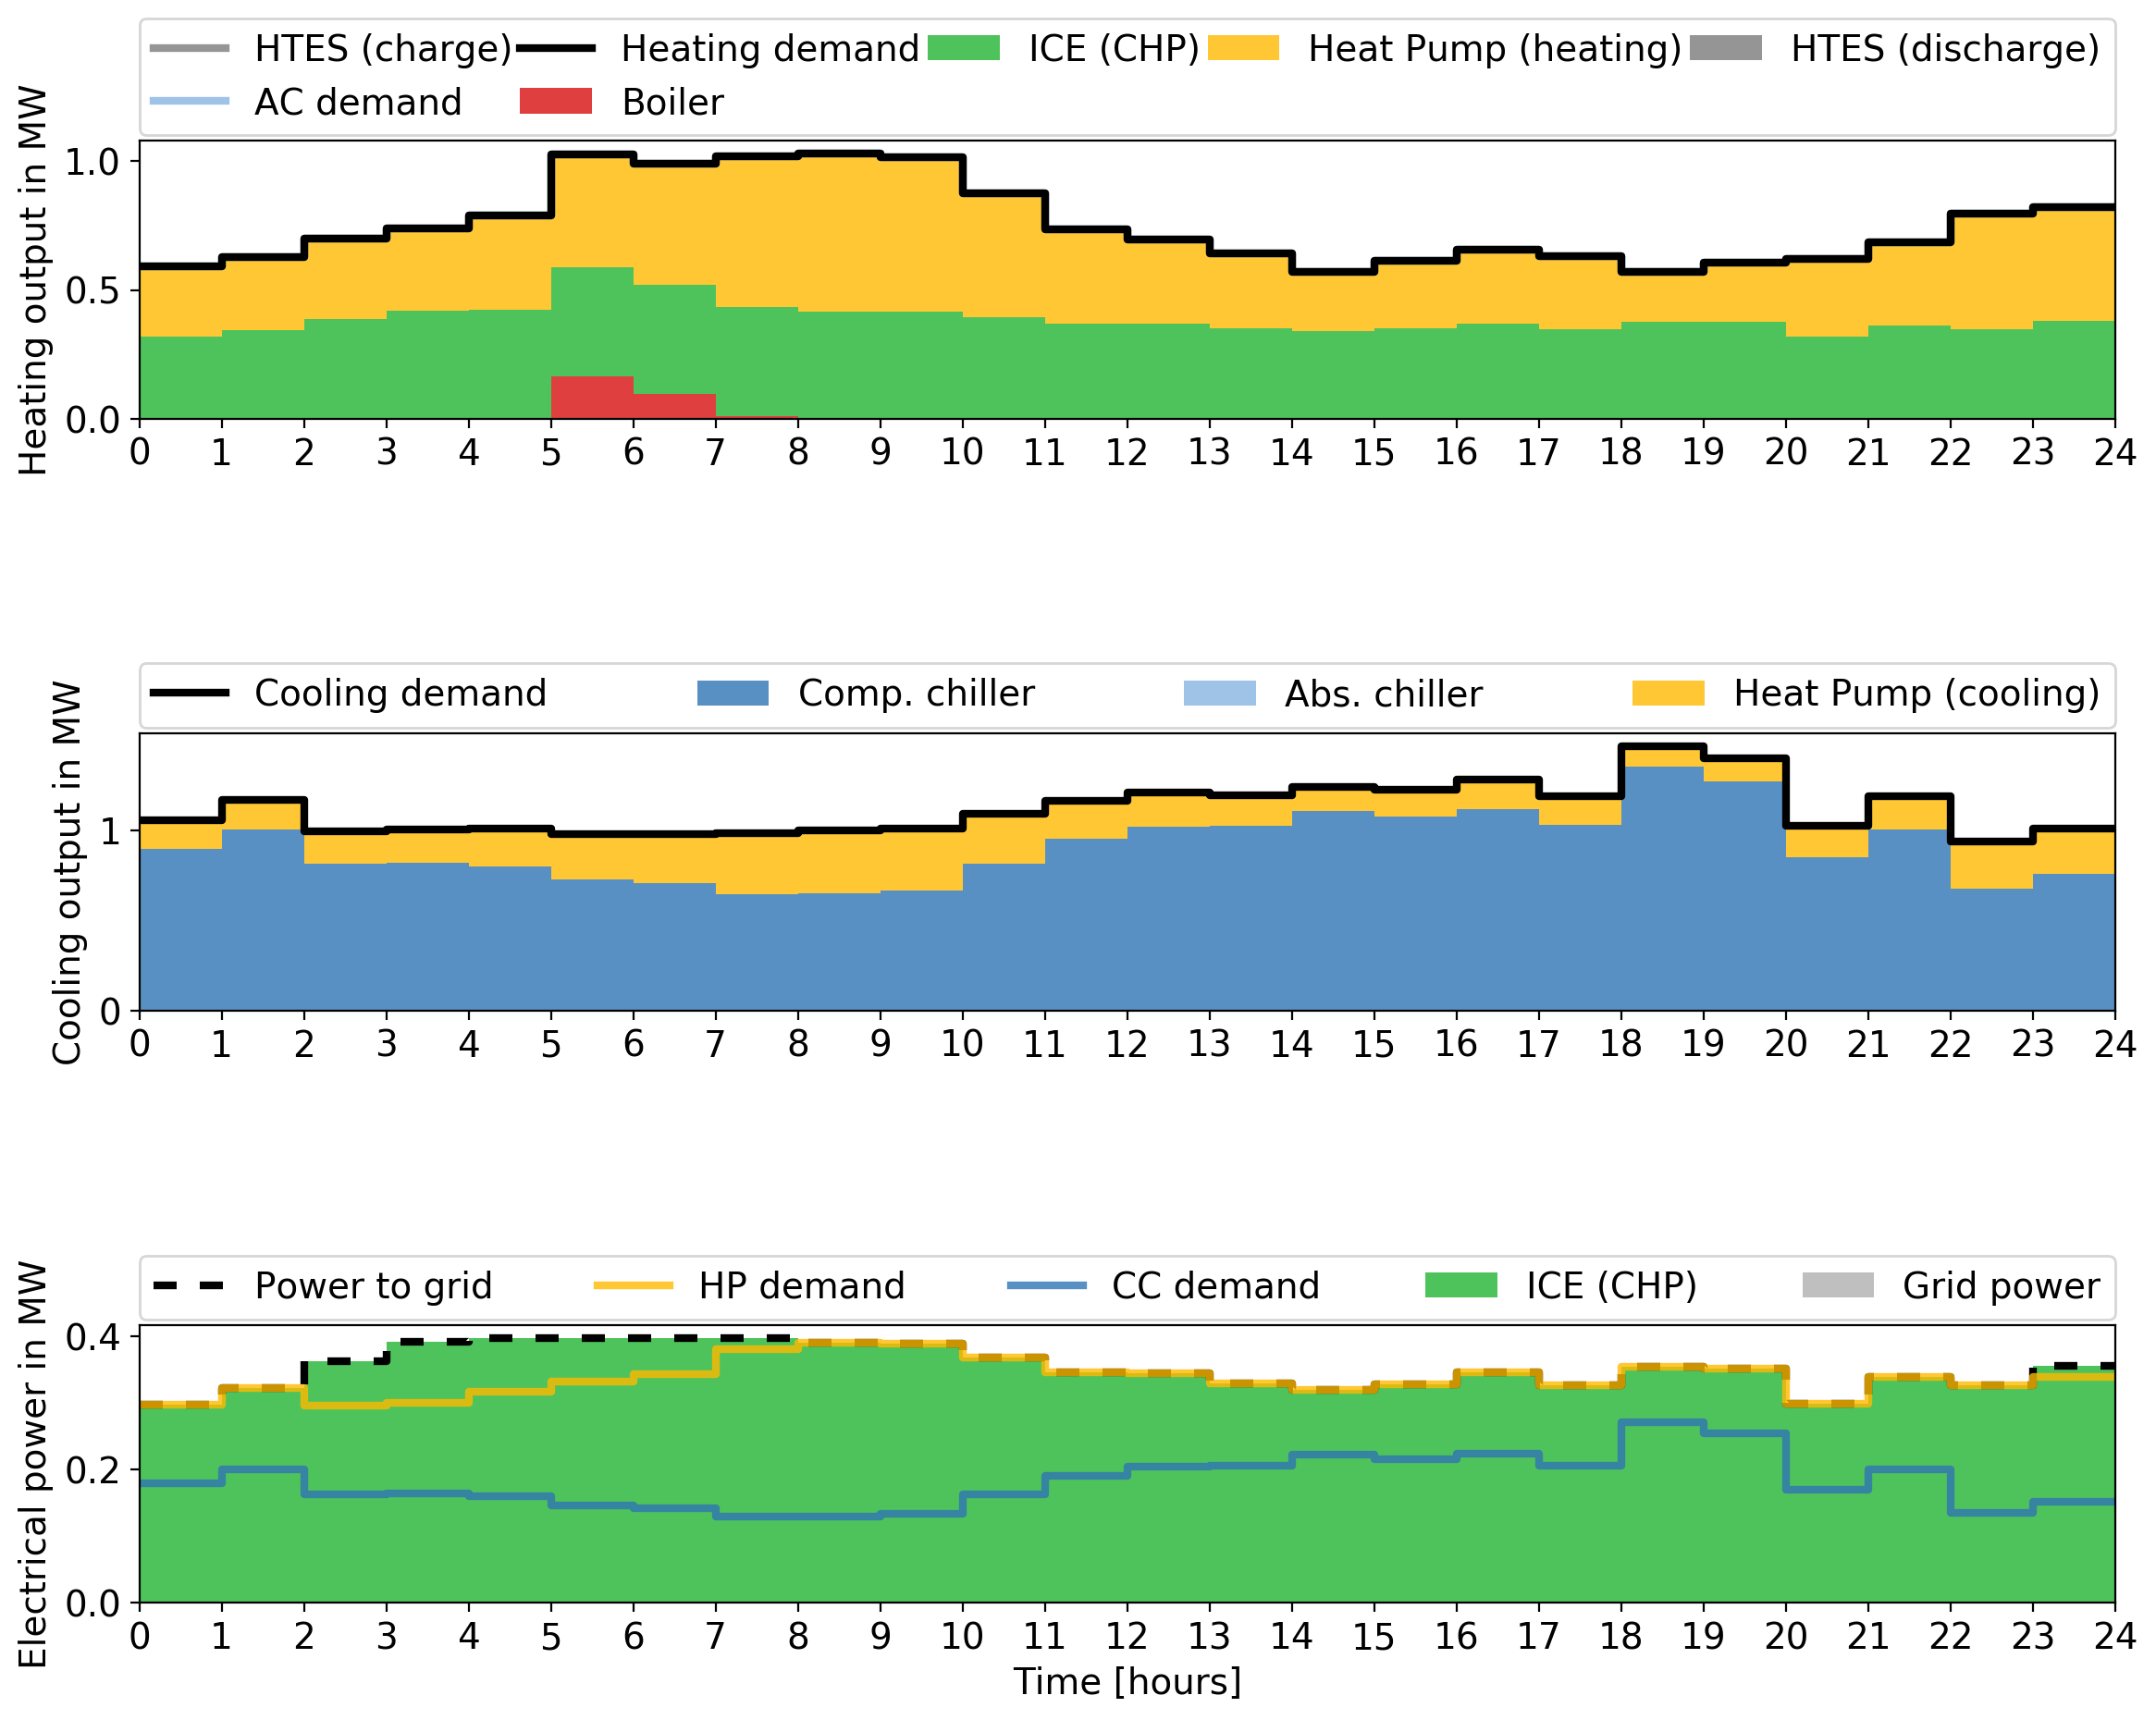 HTES (charge) Heating demand ICE (CHP) Heat Pump (heating) HTES (discharge)
AC demand Boiler
Heating output in MW
1.0
0.5
0.0
0 1 2 3 4 5 6 7 8 9 10 11 12 13 14 15 16 17 18 19 20 21 22 23 24
Cooling demand Comp. chiller Abs. chiller Heat Pump (cooling)
Cooling output in MW
1
0
0 1 2 3 4 5 6 7 8 9 10 11 12 13 14 15 16 17 18 19 20 21 22 23 24
Power to grid HP demand CC demand ICE (CHP) Grid power
Electrical power in MW
0.4
0.2
0.0
0 1 2 3 4 5 6 7 8 9 10 11 12 13 14 15 16 17 18 19 20 21 22 23 24
Time [hours]